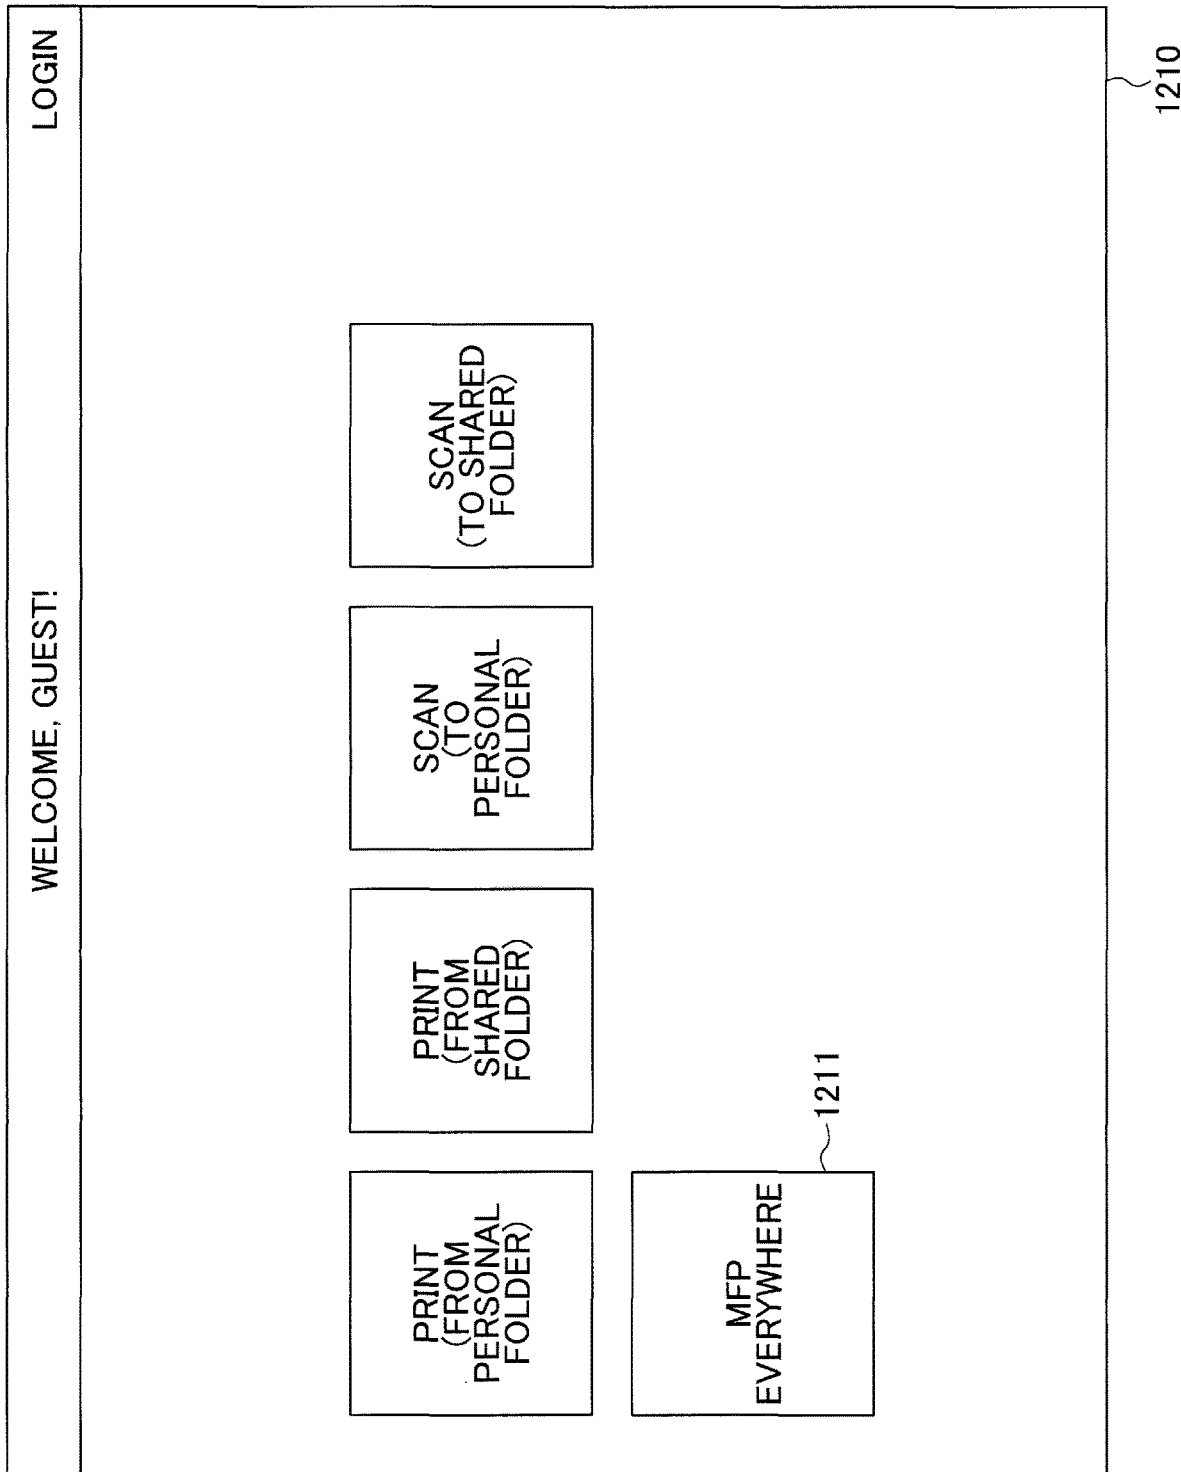 WELCOME, GUEST!
LOGIN
PRINT
(FROM
PERSONAL
FOLDER)
PRINT
(FROM
SHARED
FOLDER)
SCAN
(TO
PERSONAL
FOLDER)
SCAN
(TO SHARED
FOLDER)
MFP
EVERYWHERE
1211
1210